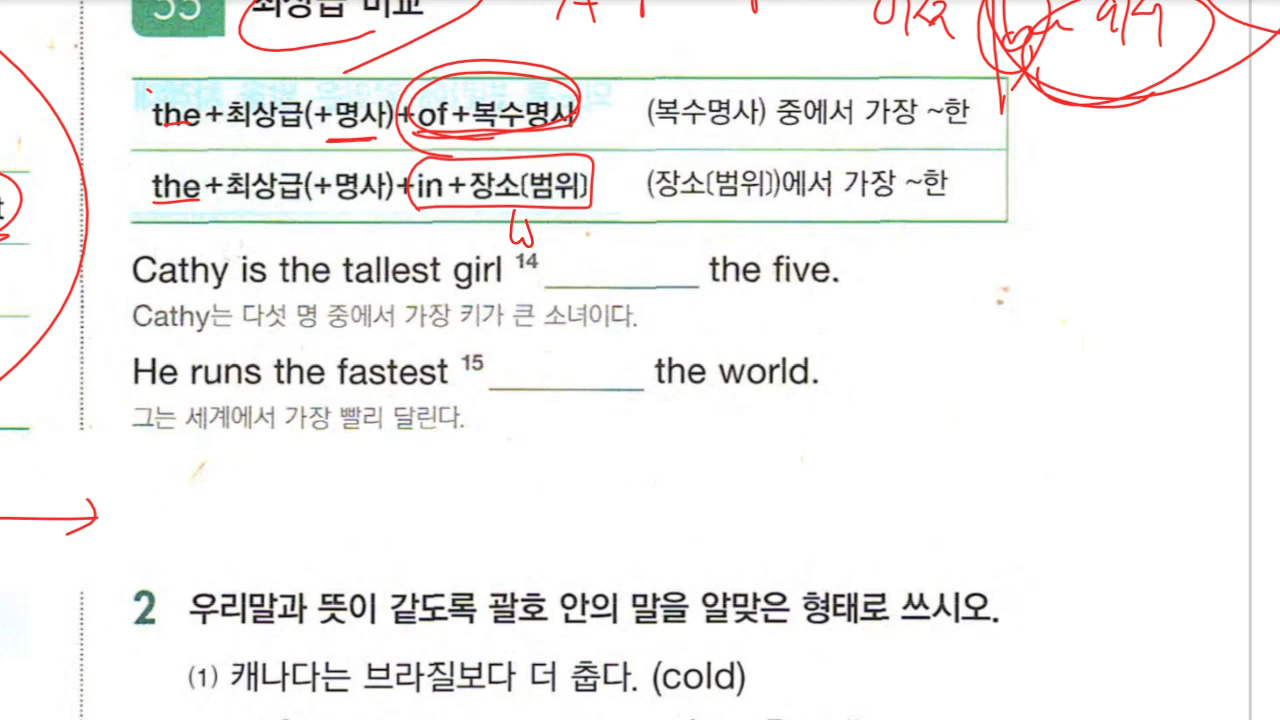 55 최상급 비교
the+최상급(+명사)+of+복수명사 (복수명사) 중에서 가장 ~한
the+최상급(+명사)+in+장소〔범위〕 (장소〔범위〕)에서 가장 ~한
Cathy is the tallest girl 14 ________ the five.
Cathy는 다섯 명 중에서 가장 키가 큰 소녀이다.
He runs the fastest 15 ________ the world.
그는 세계에서 가장 빨리 달린다.
2 우리말과 뜻이 같도록 괄호 안의 말을 알맞은 형태로 쓰시오.
(1) 캐나다는 브라질보다 더 춥다. (cold)